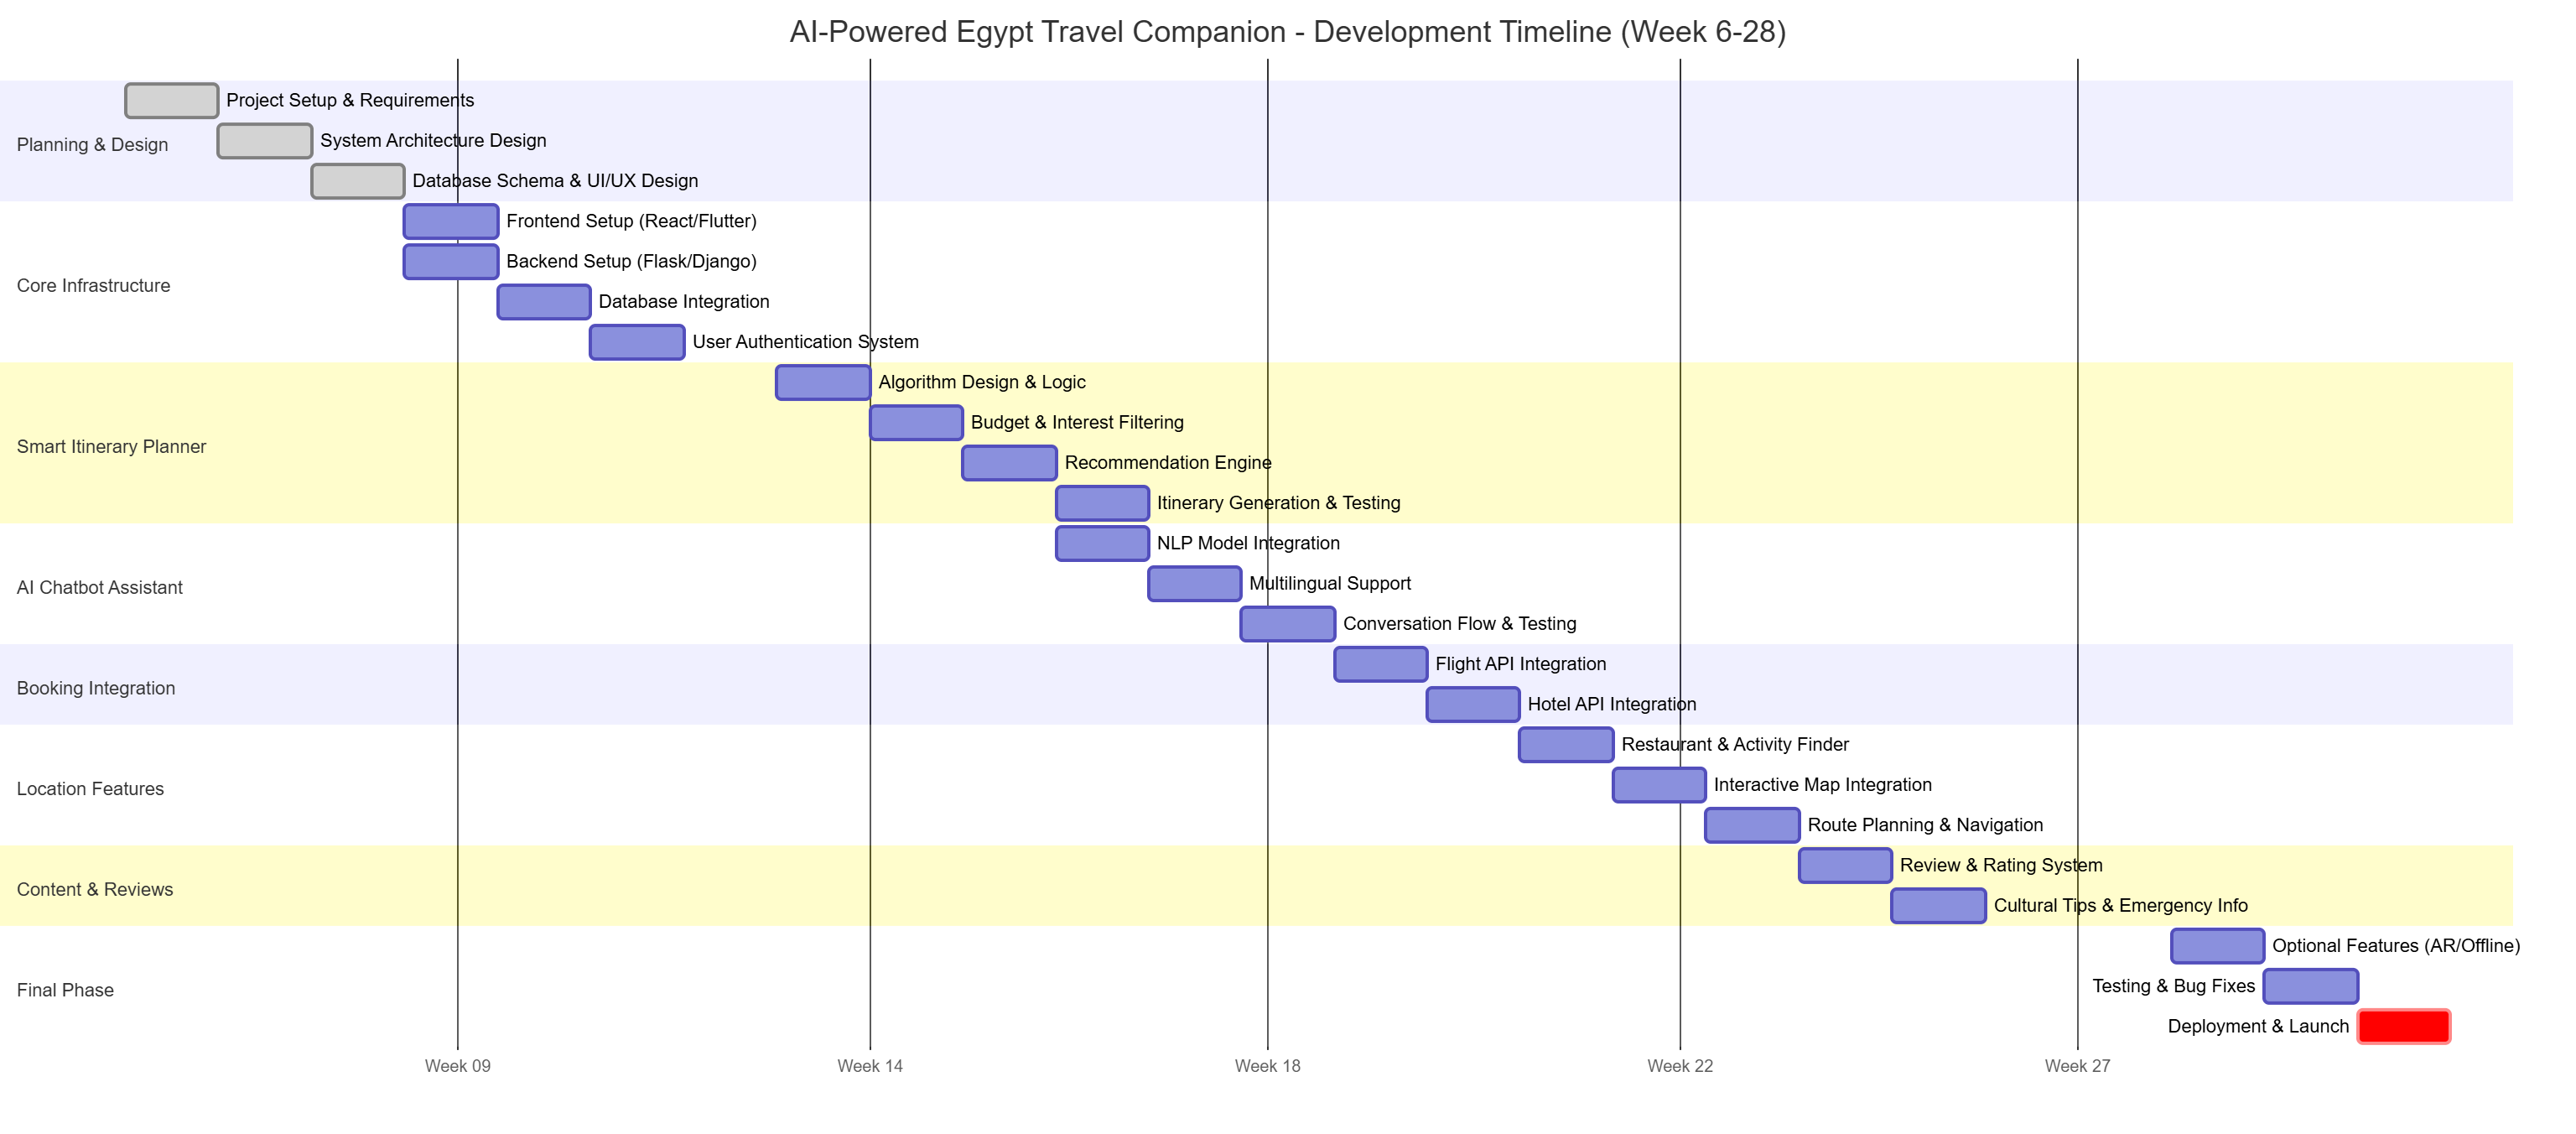 AI-Powered Egypt Travel Companion - Development Timeline (Week 6-28)
Planning & Design
Project Setup & Requirements
System Architecture Design
Database Schema & UI/UX Design
Core Infrastructure
Frontend Setup (React/Flutter)
Backend Setup (Flask/Django)
Database Integration
User Authentication System
Smart Itinerary Planner
Algorithm Design & Logic
Budget & Interest Filtering
Recommendation Engine
Itinerary Generation & Testing
AI Chatbot Assistant
NLP Model Integration
Multilingual Support
Conversation Flow & Testing
Booking Integration
Flight API Integration
Hotel API Integration
Location Features
Restaurant & Activity Finder
Interactive Map Integration
Route Planning & Navigation
Content & Reviews
Review & Rating System
Cultural Tips & Emergency Info
Final Phase
Optional Features (AR/Offline)
Testing & Bug Fixes
Deployment & Launch
Week 09
Week 14
Week 18
Week 22
Week 27